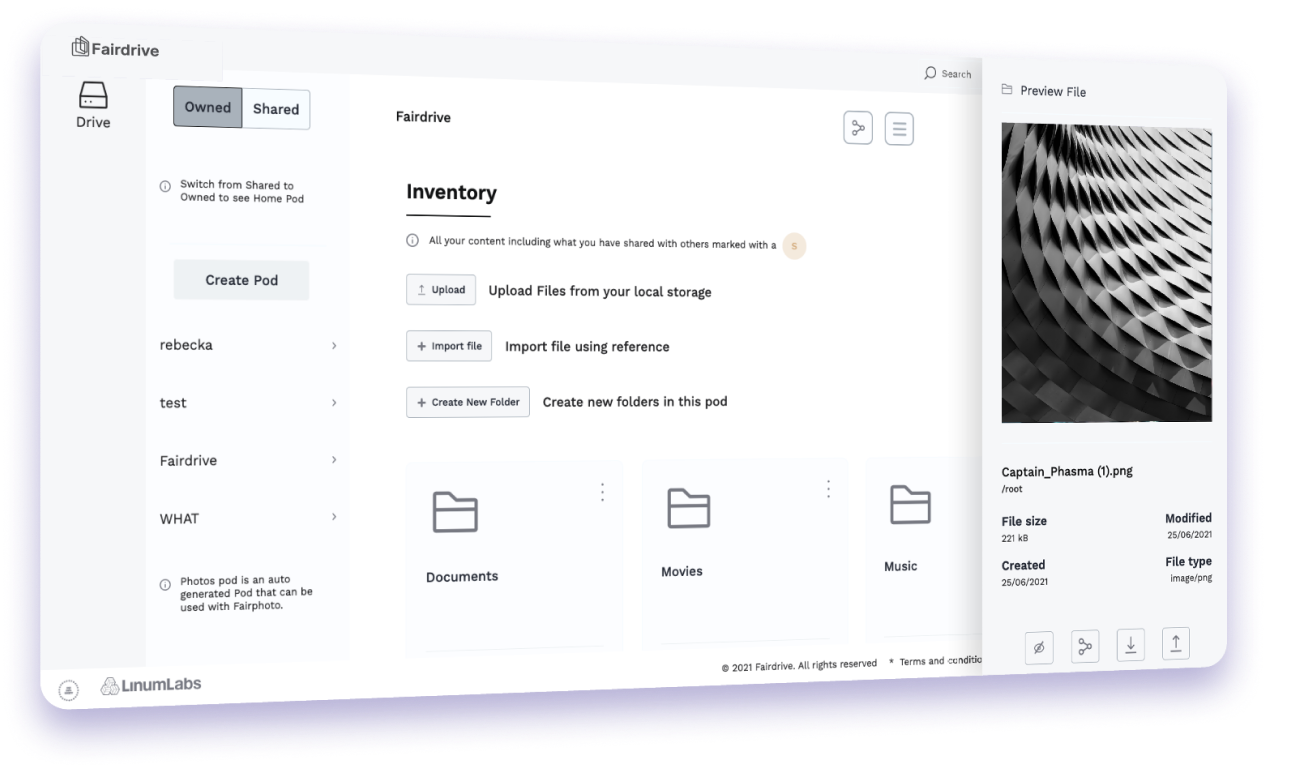 Fairdrive
Search
Drive
Owned
Shared
Switch from Shared to
Owned to see Home Pod
Create Pod
rebecka
test
Fairdrive
WHAT
Photos pod is an auto
generated Pod that can be
used with Fairphoto.
Fairdrive
Inventory
All your content including what you have shared with others marked with a S
Upload
Upload Files from your local storage
Import file
Import file using reference
Create New Folder
Create new folders in this pod
Documents
Movies
Music
Preview File
Captain_Phasma (1).png
/root
File size
Modified
221 kB
25/06/2021
Created
File type
25/06/2021
image/png
© 2021 Fairdrive. All rights reserved * Terms and conditio
LınumLabs